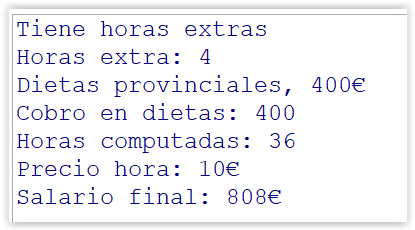 Tiene horas extras
Horas extra: 4
Dietas provinciales, 400€
Cobro en dietas: 400
Horas computadas: 36
Precio hora: 10€
Salario final: 808€